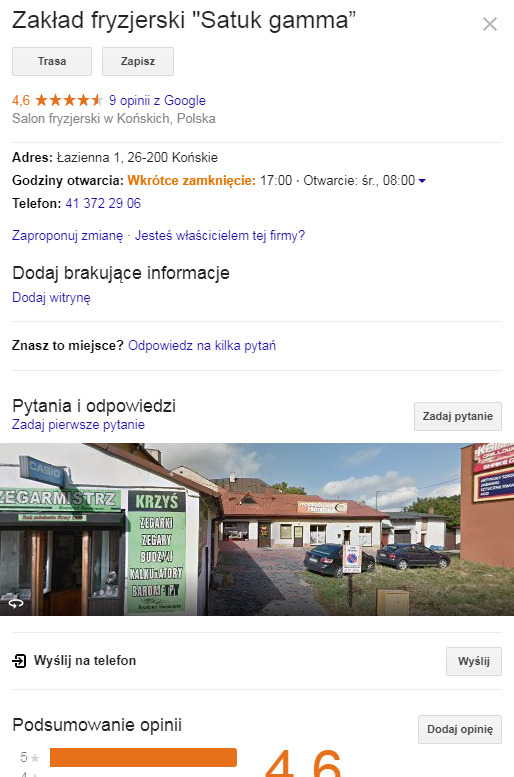 Zakład fryzjerski "Satuk gamma”
Trasa
Zapisz
4,6 9 opinii z Google
Salon fryzjerski w Końskich, Polska
Adres: Łazienna 1, 26-200 Końskie
Godziny otwarcia: Wkrótce zamknięcie: 17:00 · Otwarcie: śr., 08:00
Telefon: 41 372 29 06
Zaproponuj zmianę · Jesteś właścicielem tej firmy?
Dodaj brakujące informacje
Dodaj witrynę
Znasz to miejsce? Odpowiedz na kilka pytań
Pytania i odpowiedzi
Zadaj pierwsze pytanie
Zadaj pytanie
CASIO
ZEGARMISTRZ
KRZYŚ
ZEGARKI
ZEGARY
BUDZIKI
KALKULATORY
Wyślij na telefon
Wyślij
Podsumowanie opinii
Dodaj opinię
5
4,6
4